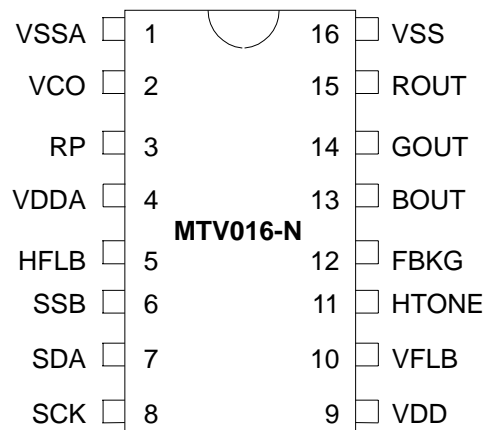 VSSA 1 16 VSS
VCO 2 15 ROUT
RP 3 14 GOUT
VDDA 4 13 BOUT
MTV016-N
HFLB 5 12 FBKG
SSB 6 11 HTONE
SDA 7 10 VFLB
SCK 8 9 VDD